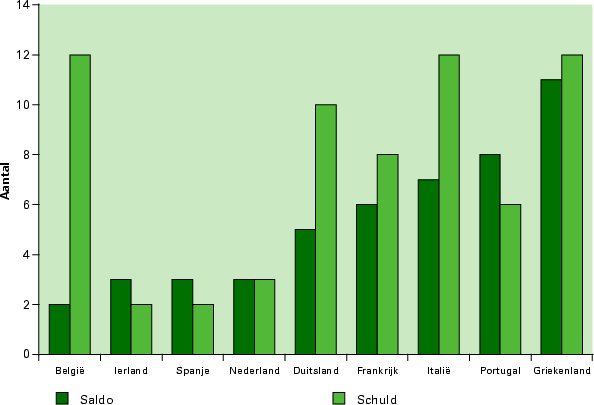 14
12
10
8
6
4
2
0
Aantal
België Ierland Spanje Nederland Duitsland Frankrijk Italië Portugal Griekenland
Saldo Schuld